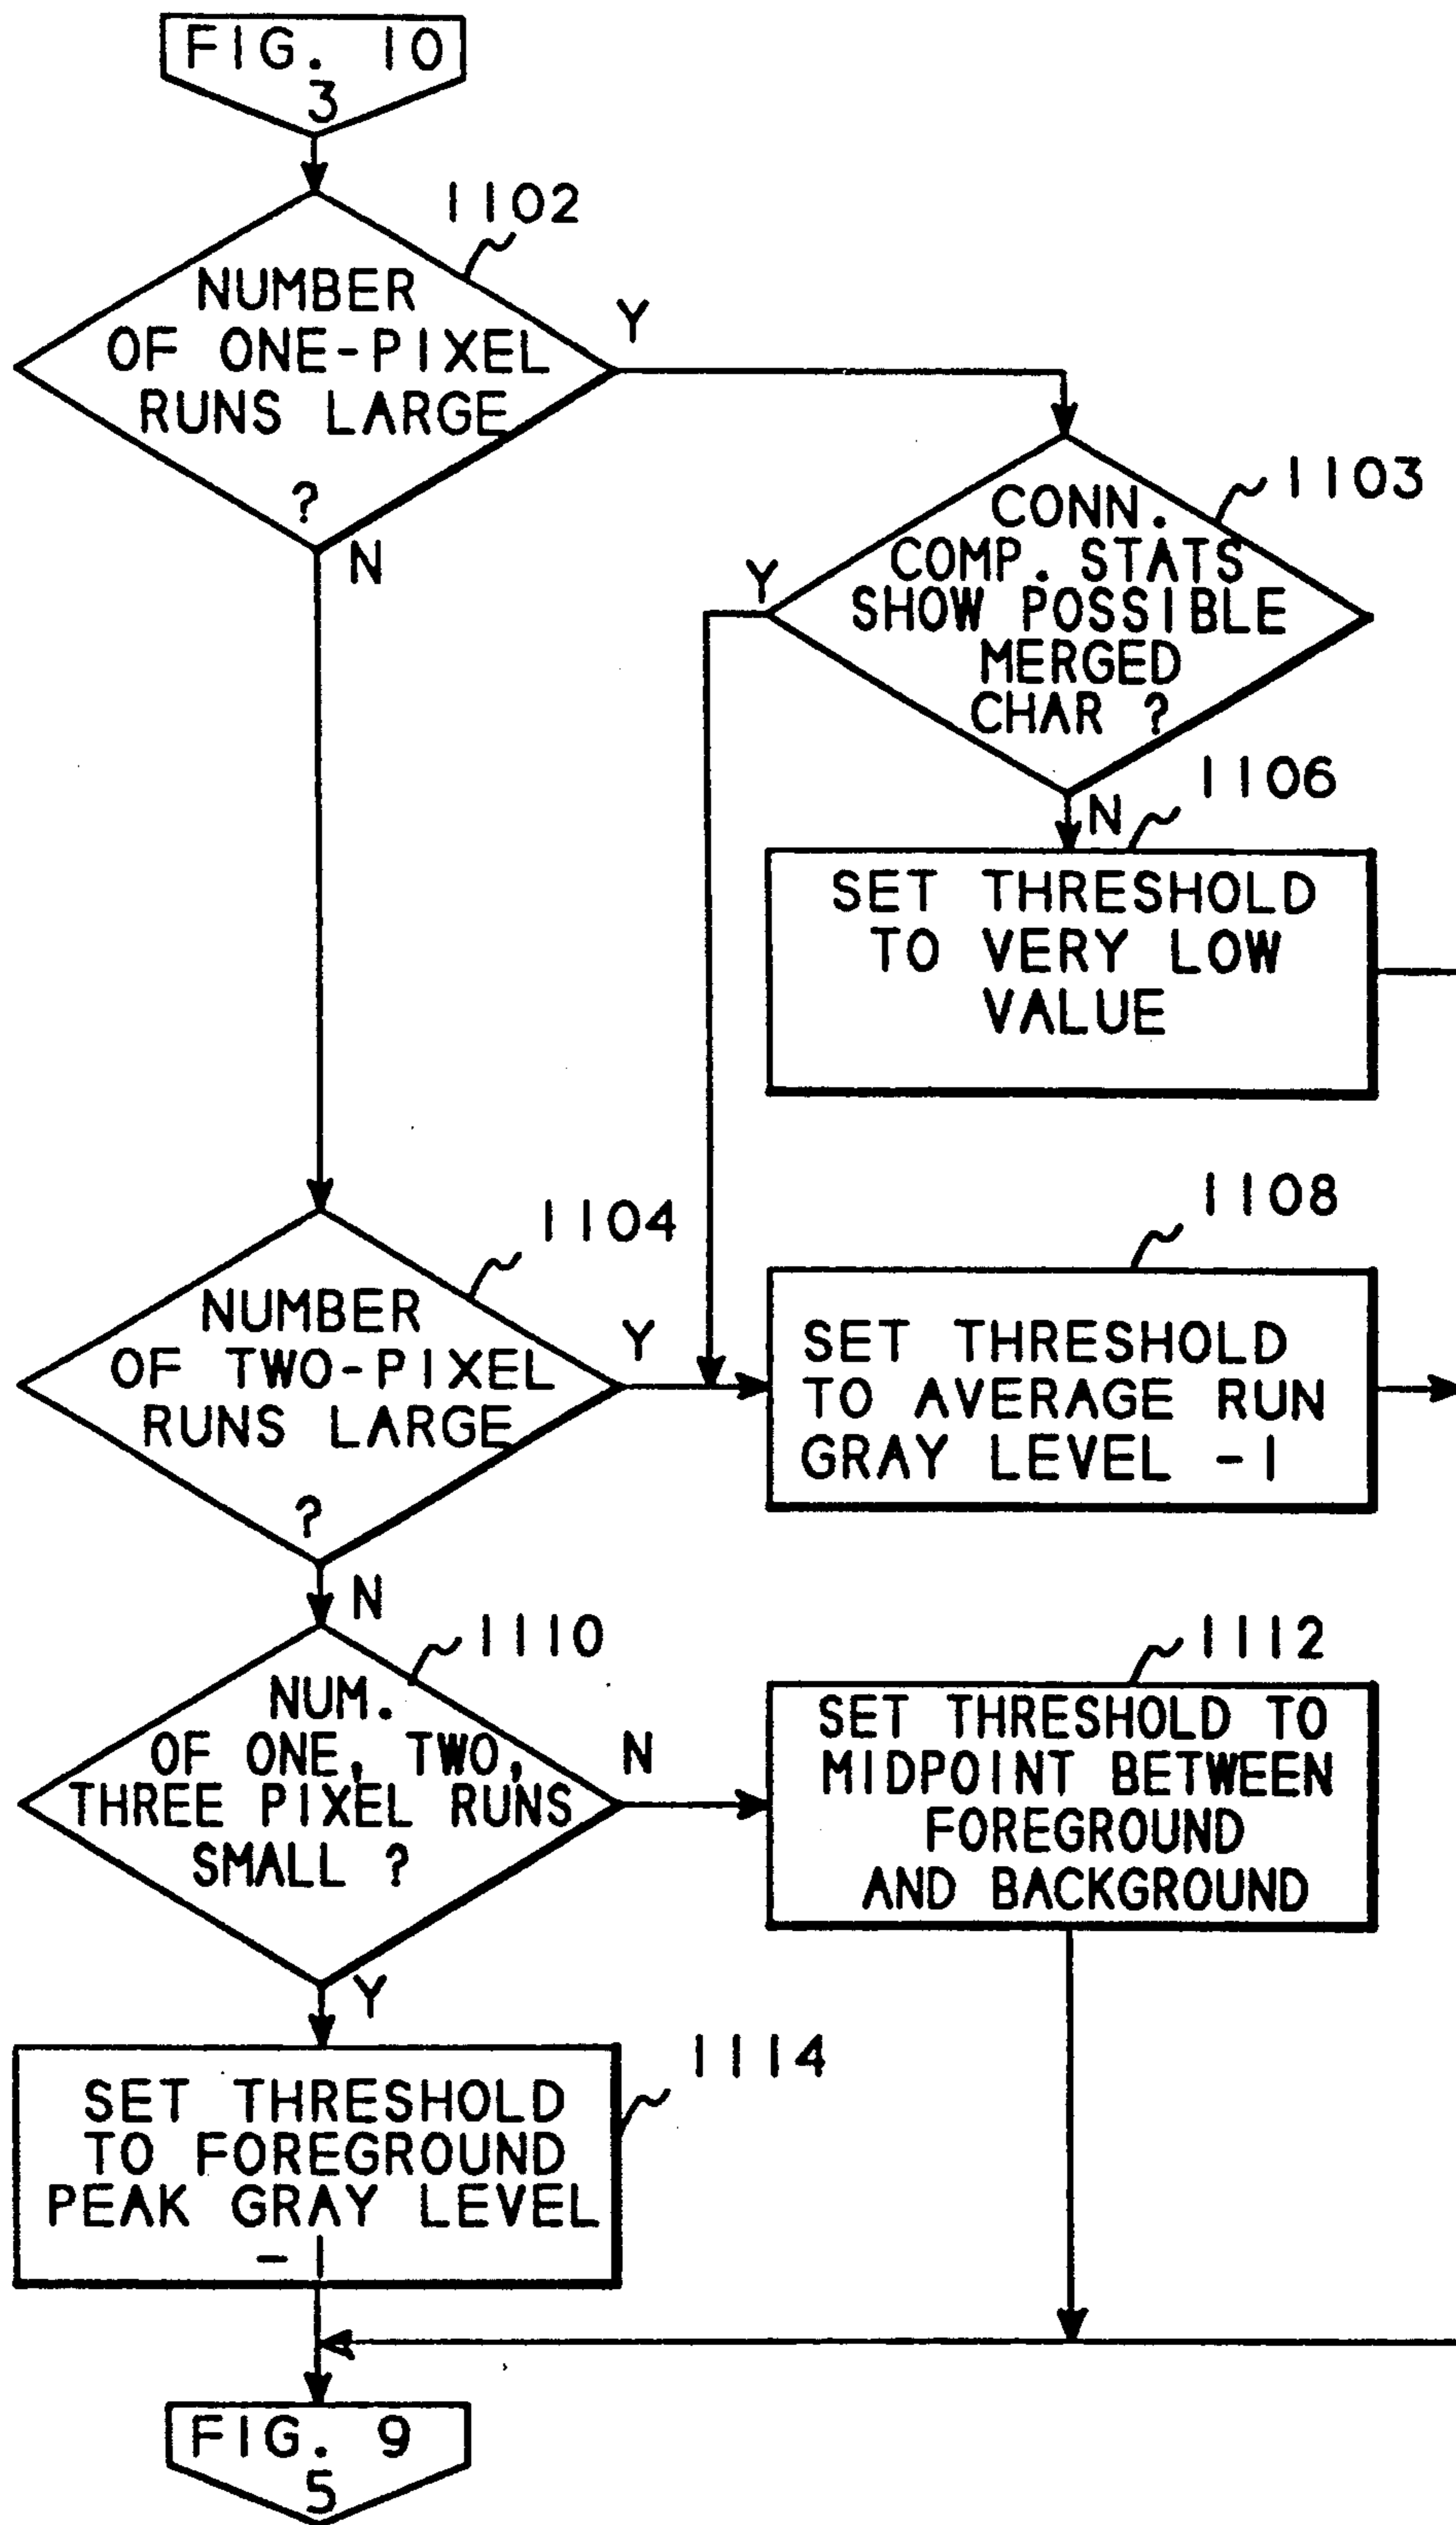 FIG. 10
3
1102
NUMBER
OF ONE-PIXEL
RUNS LARGE
?
Y
N
1103
CONN.
COMP. STATS
SHOW POSSIBLE
MERGED
CHAR ?
Y
N
1106
SET THRESHOLD
TO VERY LOW
VALUE
1104
NUMBER
OF TWO-PIXEL
RUNS LARGE
?
Y
N
1108
SET THRESHOLD
TO AVERAGE RUN
GRAY LEVEL -1
1110
NUM.
OF ONE, TWO,
THREE PIXEL RUNS
SMALL ?
N
Y
1112
SET THRESHOLD TO
MIDPOINT BETWEEN
FOREGROUND
AND BACKGROUND
1114
SET THRESHOLD
TO FOREGROUND
PEAK GRAY LEVEL
-1
FIG. 9
5